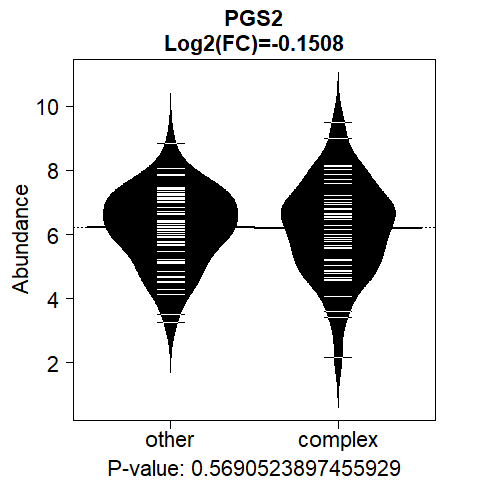 PGS2
Log2(FC)=-0.1508
Abundance
10
8
6
4
2
other
complex
P-value: 0.5690523897455929